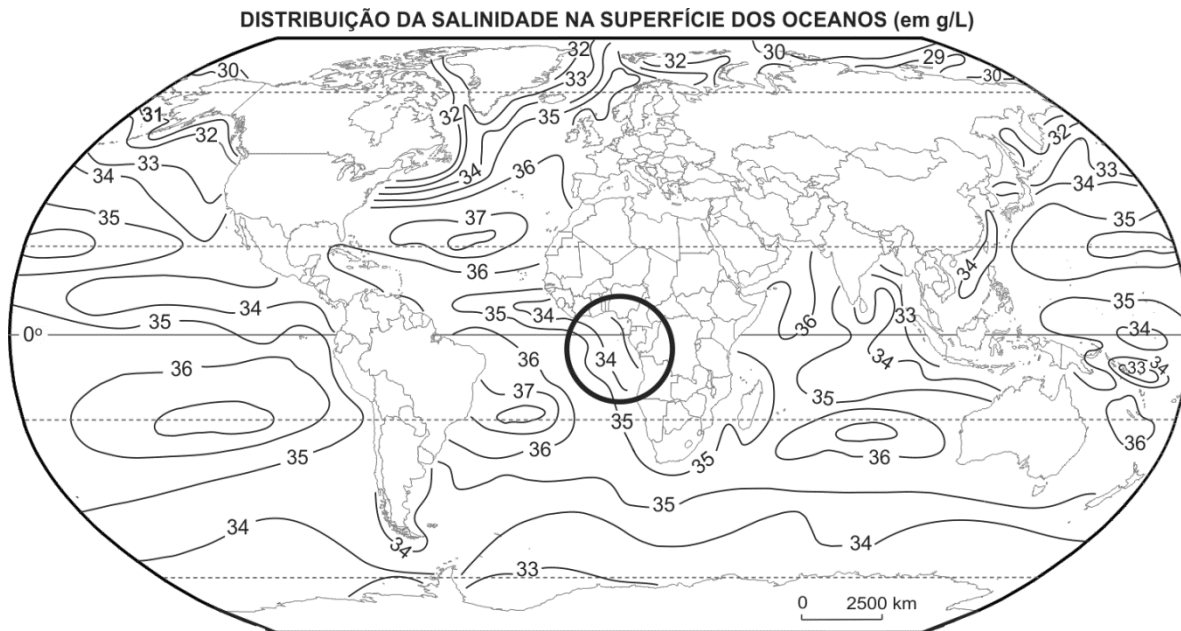 DISTRIBUIÇÃO DA SALINIDADE NA SUPERFÍCIE DOS OCEANOS (em g/L)
30 32 32 30 29
33 30
31 32 32 35
33 34 32
34 36 34 33
35 37 35
36 34
34 35 34 36 33 35
0º 35 34 34
36 36 34 34 33 34
37 35
35 36 35 35 36 36
35
34 34 34
33
0 2500 km